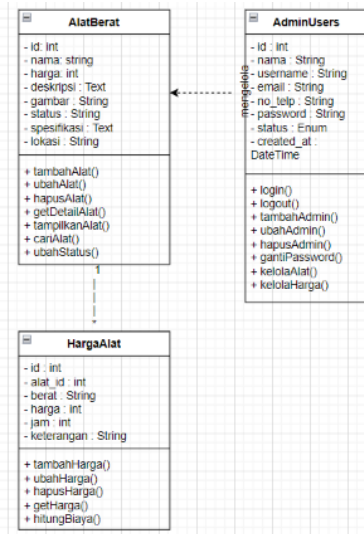 AlatBerat
- id: int
- nama: string
- harga: int
- deskripsi : Text
- gambar : String
- status : String
- spesifikasi : Text
- lokasi : String
+ tambahAlat()
+ ubahAlat()
+ hapusAlat()
+ getDetailAlat()
+ tampilkanAlat()
+ cariAlat()
+ ubahStatus()
mengelola
AdminUsers
- id : int
- nama : String
- username : String
- email : String
- no_telp : String
- password : String
- status : Enum
- created_at :
DateTime
+ login()
+ logout()
+ tambahAdmin()
+ ubahAdmin()
+ hapusAdmin()
+ gantiPassword()
+ kelolaAlat()
+ kelolaHarga()
1
HargaAlat
- id : int
- alat_id : int
- berat : String
- harga : int
- jam : int
- keterangan : String
+ tambahHarga()
+ ubahHarga()
+ hapusHarga()
+ getHarga()
+ hitungBiaya()